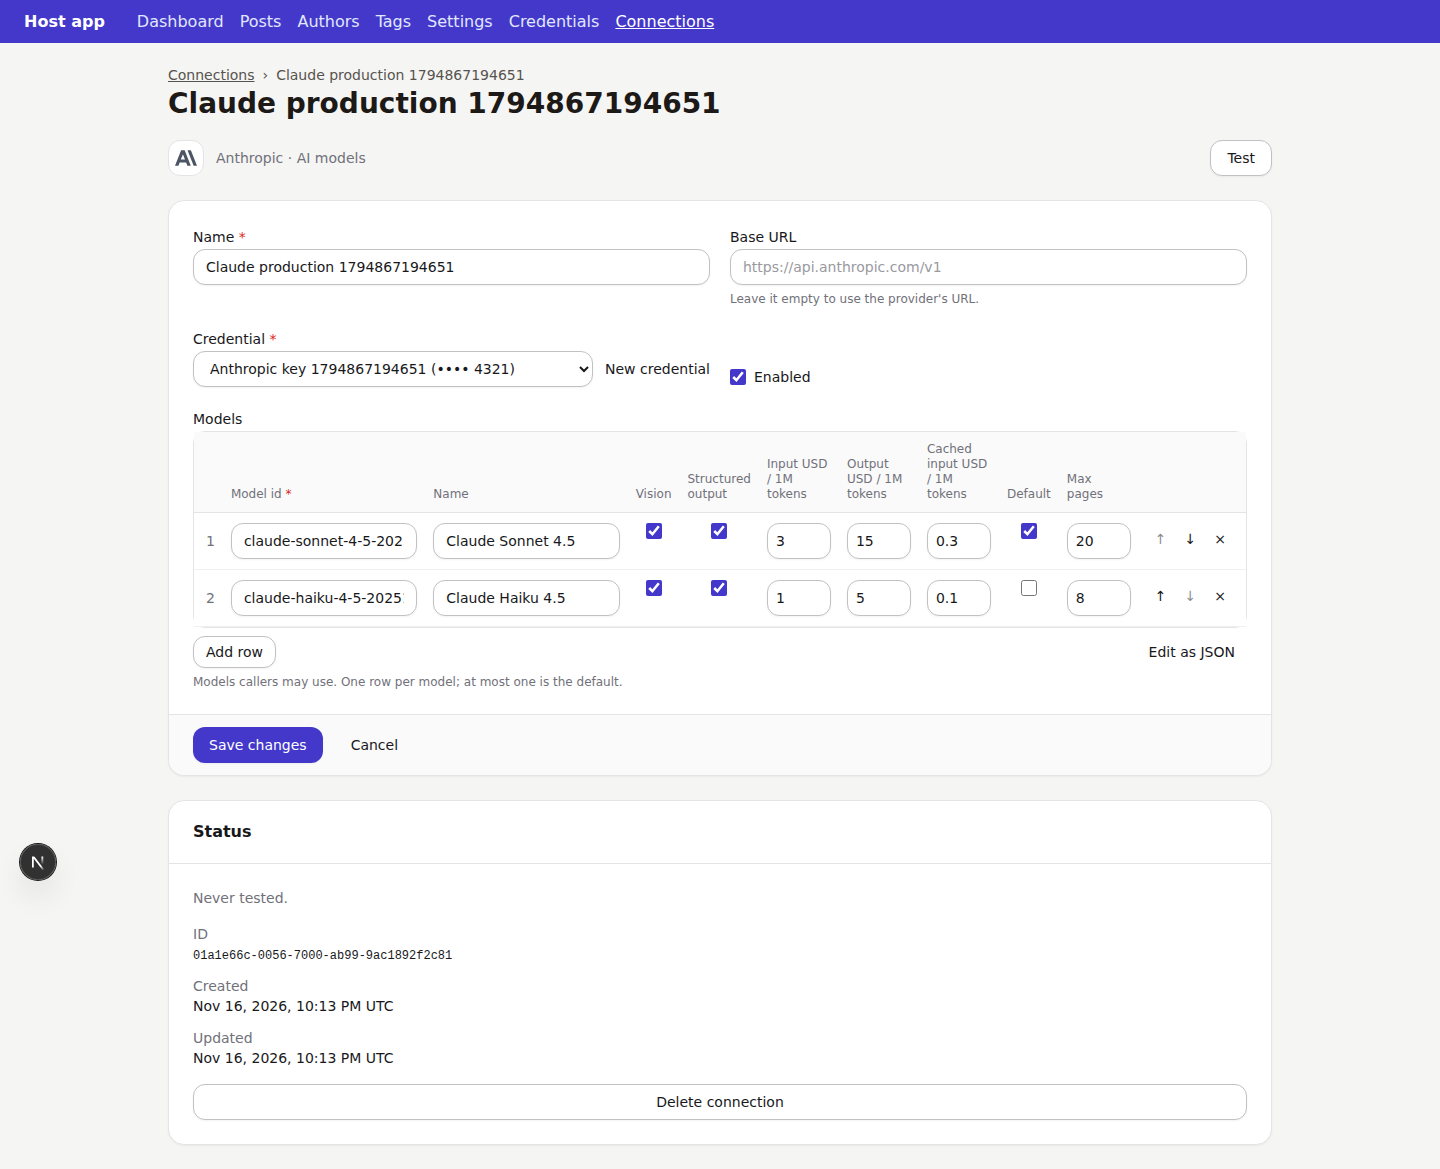 Host app Dashboard Posts Authors Tags Settings Credentials Connections
Connections › Claude production 1794867194651
Claude production 1794867194651
Anthropic · AI models
Test
Name *
Claude production 1794867194651
Base URL
https://api.anthropic.com/v1
Leave it empty to use the provider's URL.
Credential *
Anthropic key 1794867194651 (•••• 4321)
New credential
Enabled
Models
Model id *
Name
Vision
Structured
output
Input USD
/ 1M
tokens
Output
USD / 1M
tokens
Cached
input USD
/ 1M
tokens
Default
Max
pages
1 claude-sonnet-4-5-202 Claude Sonnet 4.5 3 15 0.3 20 ↑ ↓ ×
2 claude-haiku-4-5-2025 Claude Haiku 4.5 1 5 0.1 8 ↑ ↓ ×
Add row
Edit as JSON
Models callers may use. One row per model; at most one is the default.
Save changes
Cancel
Status
Never tested.
ID
01a1e66c-0056-7000-ab99-9ac1892f2c81
Created
Nov 16, 2026, 10:13 PM UTC
Updated
Nov 16, 2026, 10:13 PM UTC
Delete connection